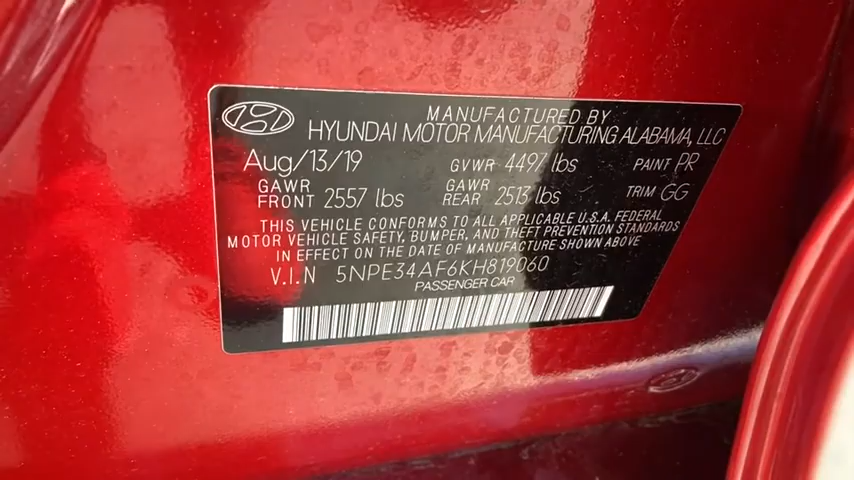 MANUFACTURED BY
HYUNDAI MOTOR MANUFACTURING ALABAMA, LLC
Aug/13/19 GVWR 4497 lbs PAINT PR
GAWR FRONT 2557 lbs GAWR REAR 2513 lbs TRIM GG
THIS VEHICLE CONFORMS TO ALL APPLICABLE U.S.A. FEDERAL
MOTOR VEHICLE SAFETY, BUMPER, AND THEFT PREVENTION STANDARDS
IN EFFECT ON THE DATE OF MANUFACTURE SHOWN ABOVE
V.I.N 5NPE34AF6KH819060
PASSENGER CAR